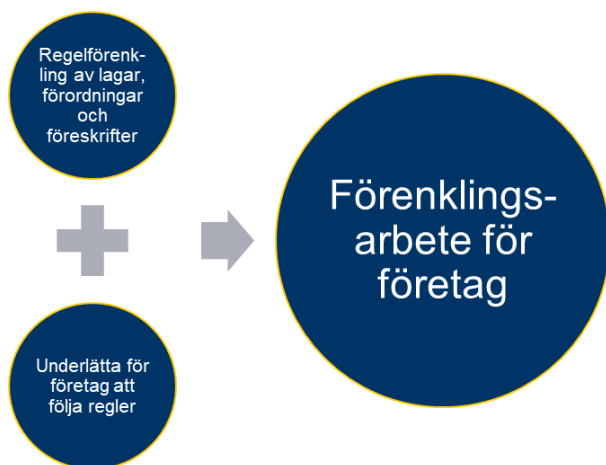 Regelförenk-
ling av lagar,
förordningar
och
föreskrifter
Underlätta för
företag att
följa regler
Förenklings-
arbete för
företag